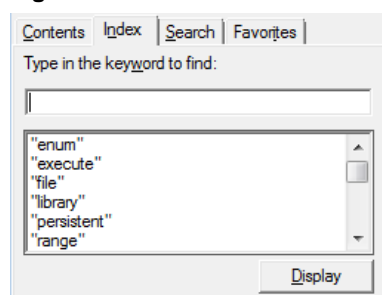 Contents Index Search Favorites
Type in the keyword to find:
"enum"
"execute"
"file"
"library"
"persistent"
"range"
Display